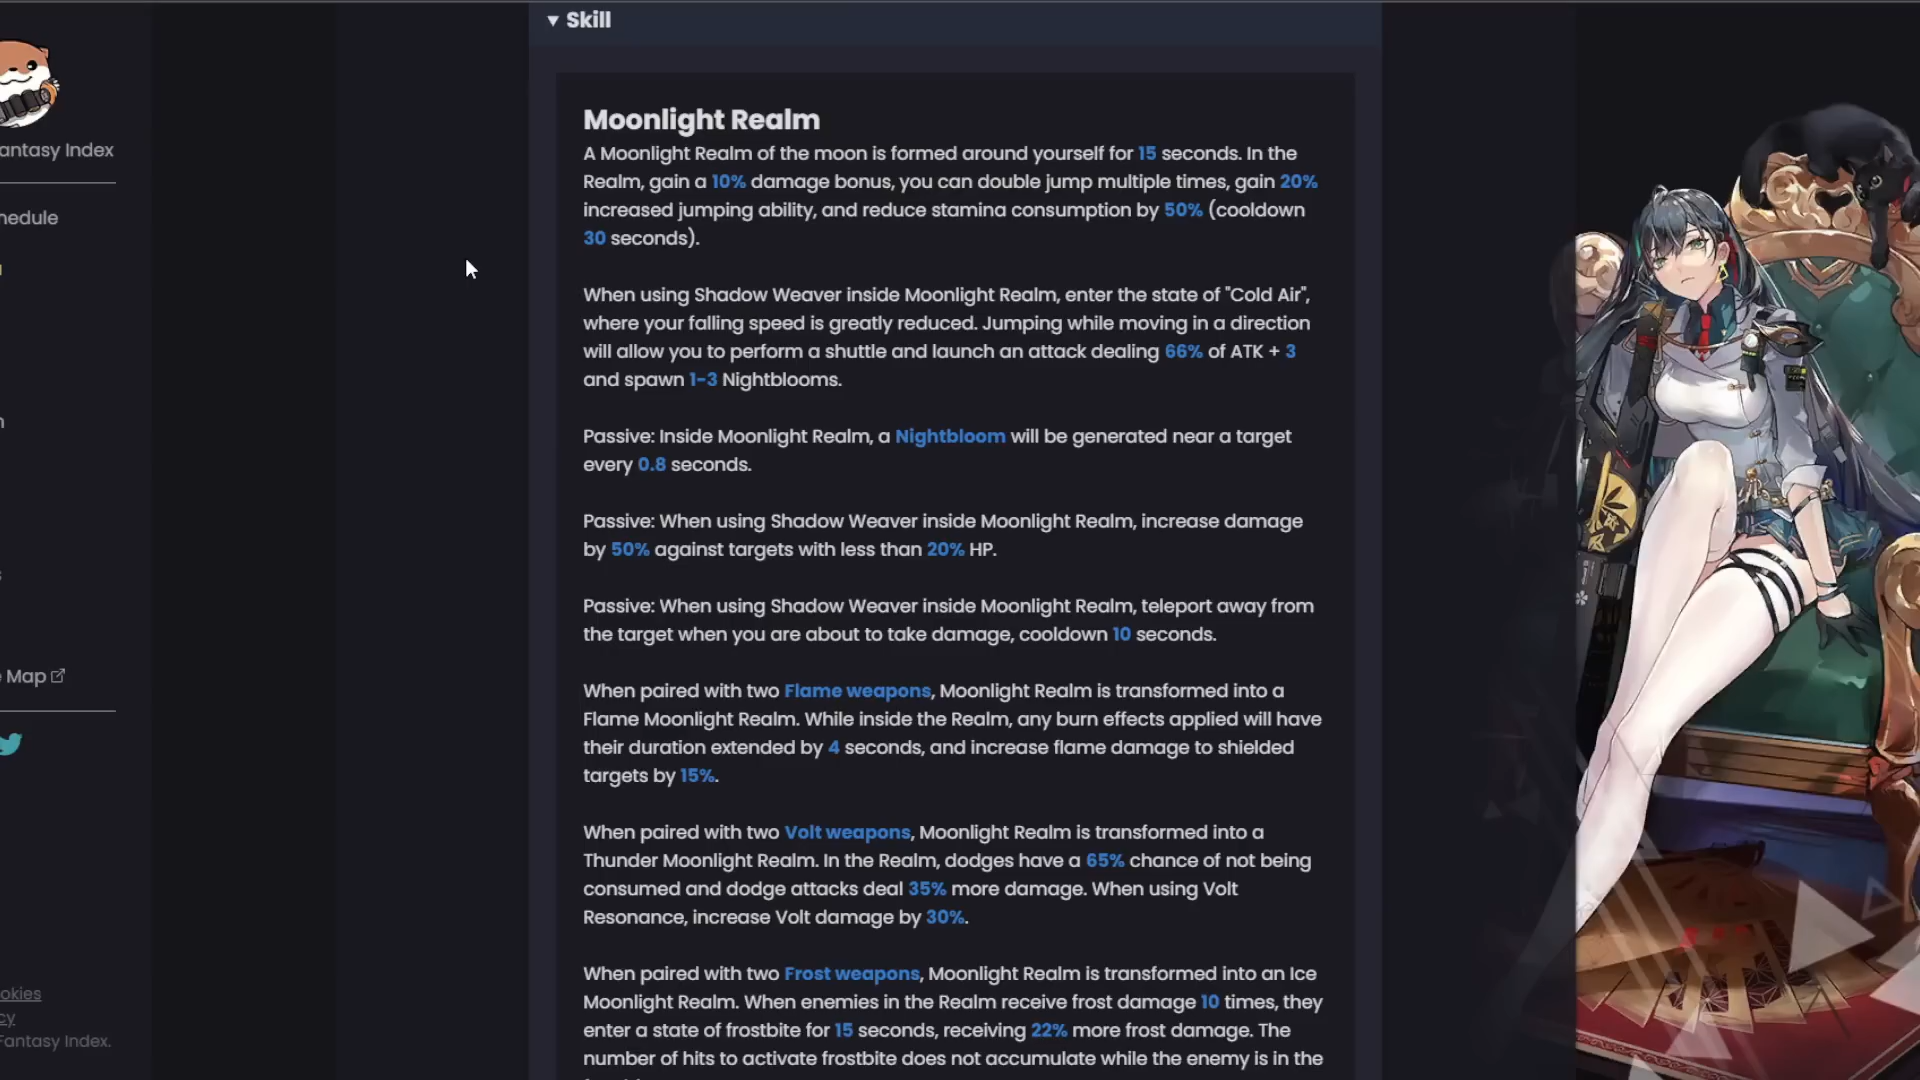 Skill
Moonlight Realm
A Moonlight Realm of the moon is formed around yourself for 15 seconds. In the
Realm, gain a 10% damage bonus, you can double jump multiple times, gain 20%
increased jumping ability, and reduce stamina consumption by 50% (cooldown
30 seconds).
When using Shadow Weaver inside Moonlight Realm, enter the state of "Cold Air",
where your falling speed is greatly reduced. Jumping while moving in a direction
will allow you to perform a shuttle and launch an attack dealing 66% of ATK + 3
and spawn 1-3 Nightblooms.
Passive: Inside Moonlight Realm, a Nightbloom will be generated near a target
every 0.8 seconds.
Passive: When using Shadow Weaver inside Moonlight Realm, increase damage
by 50% against targets with less than 20% HP.
Passive: When using Shadow Weaver inside Moonlight Realm, teleport away from
the target when you are about to take damage, cooldown 10 seconds.
When paired with two Flame weapons, Moonlight Realm is transformed into a
Flame Moonlight Realm. While inside the Realm, any burn effects applied will have
their duration extended by 4 seconds, and increase flame damage to shielded
targets by 15%.
When paired with two Volt weapons, Moonlight Realm is transformed into a
Thunder Moonlight Realm. In the Realm, dodges have a 65% chance of not being
consumed and dodge attacks deal 35% more damage. When using Volt
Resonance, increase Volt damage by 30%.
When paired with two Frost weapons, Moonlight Realm is transformed into an Ice
Moonlight Realm. When enemies in the Realm receive frost damage 10 times, they
enter a state of frostbite for 15 seconds, receiving 22% more frost damage. The
number of hits to activate frostbite does not accumulate while the enemy is in the
antasy Index
hedule
Map
okies
cy
Fantasy Index.